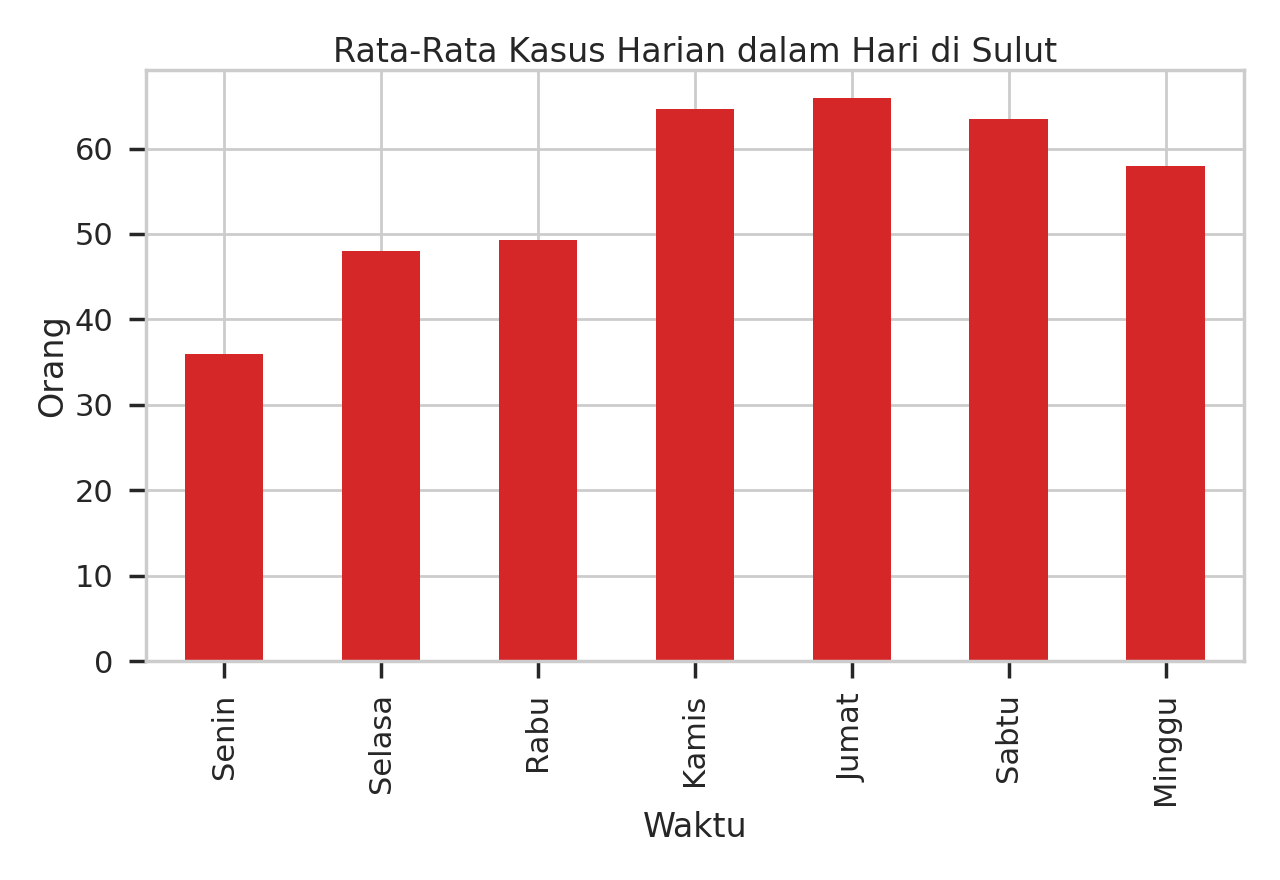 Rata-Rata Kasus Harian dalam Hari di Sulut
60
50
40
30
20
10
0
Orang
Senin
Selasa
Rabu
Kamis
Jumat
Sabtu
Minggu
Waktu